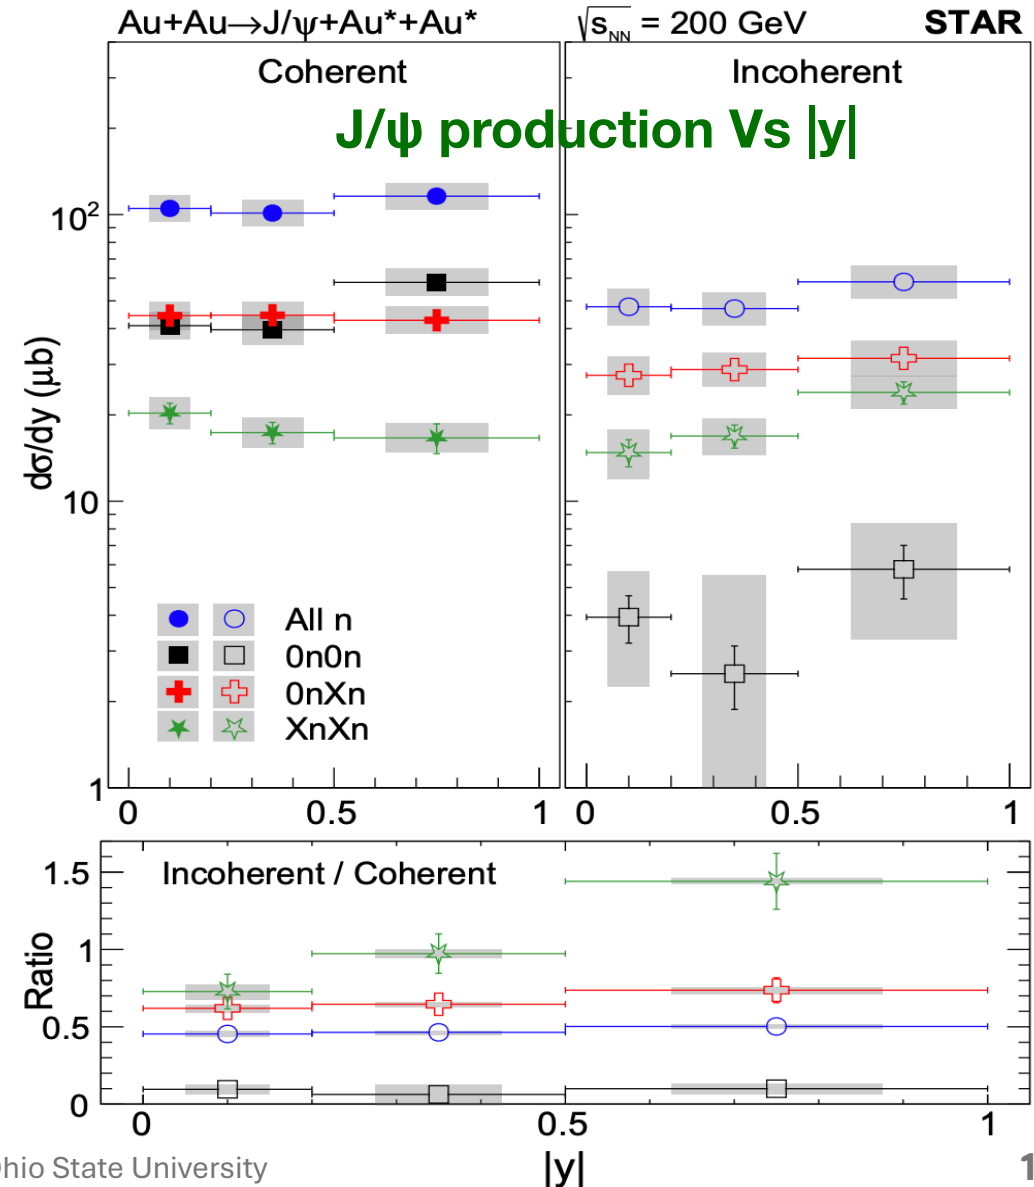 Au+Au→J/ψ+Au*+Au*
√s_NN = 200 GeV STAR
Coherent
Incoherent
J/ψ production Vs |y|
10²
10
1
dσ/dy (μb)
All n
0n0n
0nXn
XnXn
0 0.5 1
0 0.5 1
Incoherent / Coherent
1.5
1
0.5
0
Ratio
0 0.5 1
|y|
hio State University
1